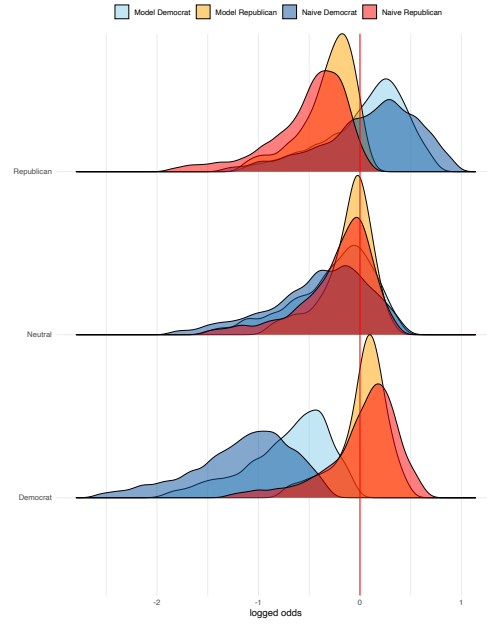 Model Democrat Model Republican Naive Democrat Naive Republican
Republican
Neutral
Democrat
-2 -1 0 1
logged odds